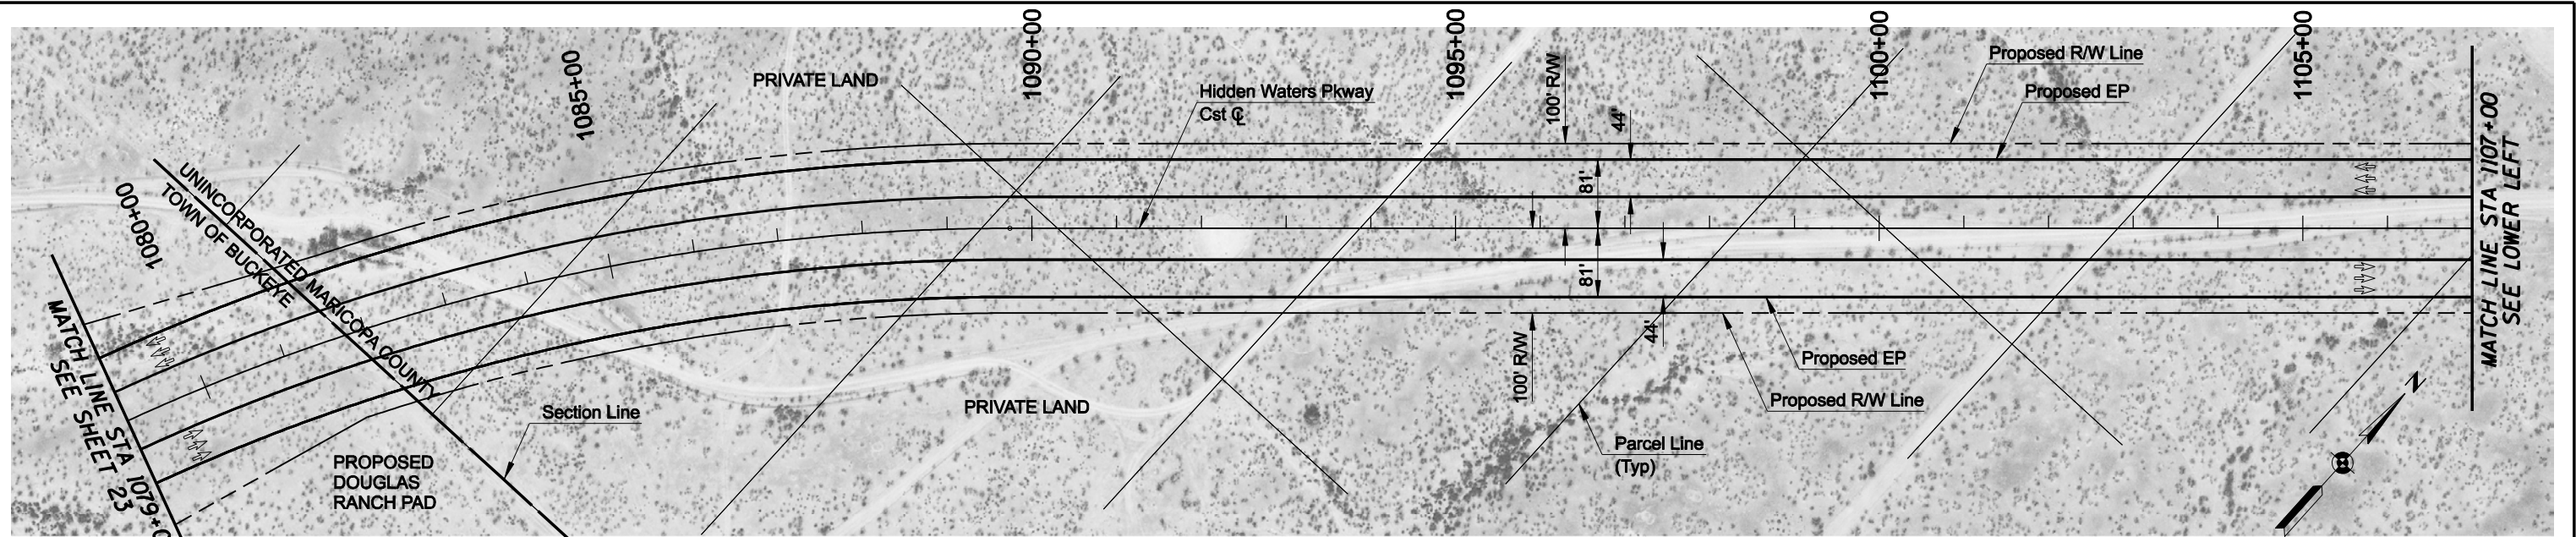 1080+00
1085+00
1090+00
1095+00
1100+00
1105+00
PRIVATE LAND
Hidden Waters Pkway
Cst ℄
100' R/W
44'
81'
Proposed R/W Line
Proposed EP
UNINCORPORATED MARICOPA COUNTY
TOWN OF BUCKEYE
MATCH LINE STA 1079+0
SEE SHEET 23
MATCH LINE STA 1107+00
SEE LOWER LEFT
81'
44'
100' R/W
Proposed EP
Proposed R/W Line
Section Line
PRIVATE LAND
Parcel Line
(Typ)
PROPOSED
DOUGLAS
RANCH PAD
N